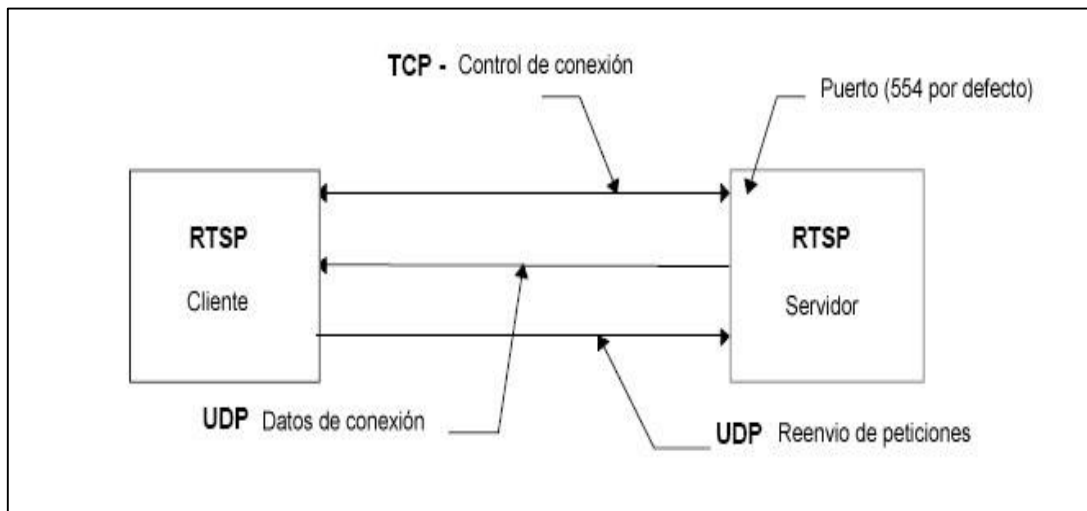 TCP - Control de conexión
Puerto (554 por defecto)
RTSP
Cliente
RTSP
Servidor
UDP Datos de conexión
UDP Reenvio de peticiones